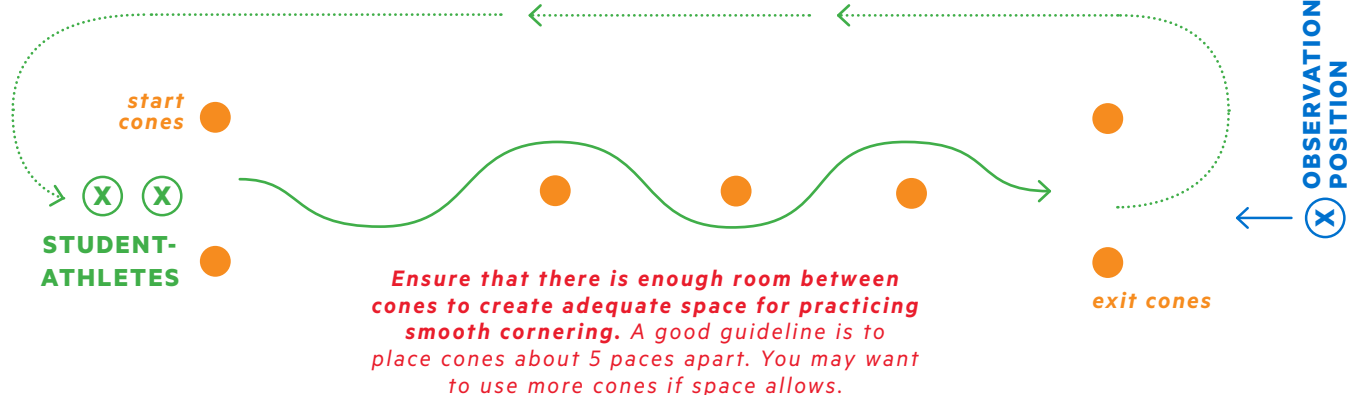 OBSERVATION
POSITION
X
start
cones
X X
STUDENT-
ATHLETES
Ensure that there is enough room between
cones to create adequate space for practicing
smooth cornering. A good guideline is to
place cones about 5 paces apart. You may want
to use more cones if space allows.
exit cones